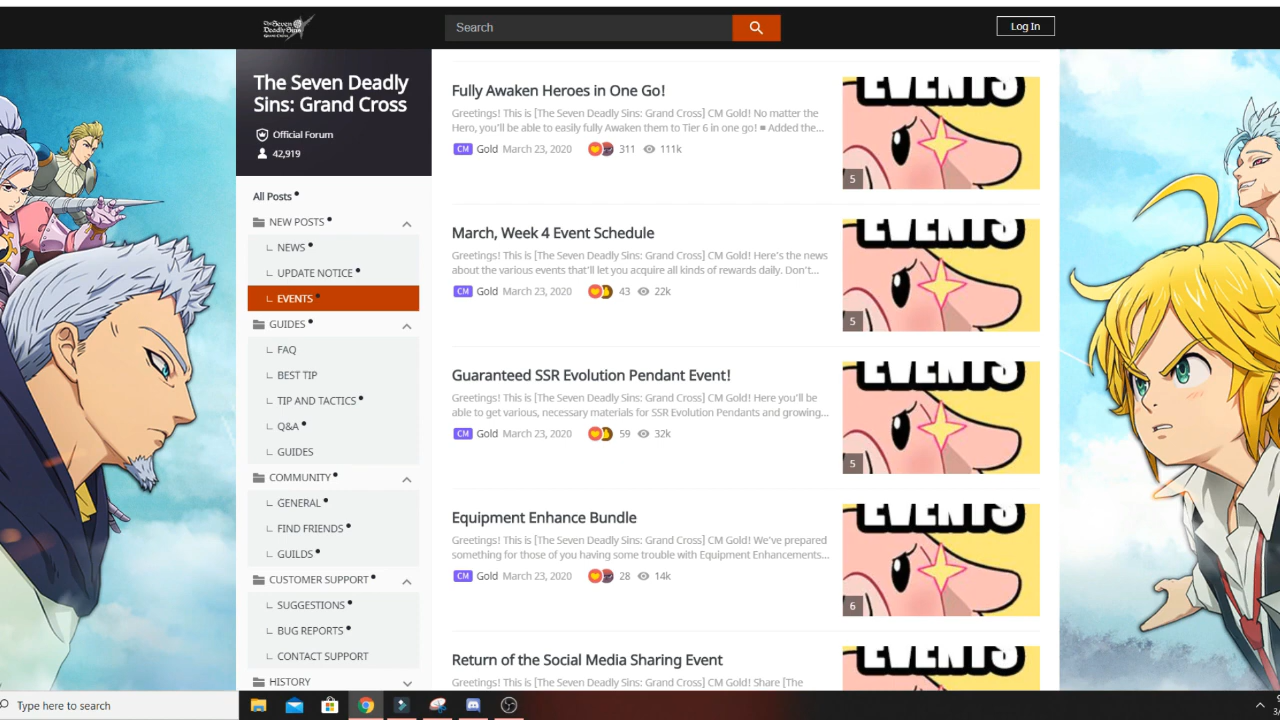 The Seven
Deadly Sins
Search
Log In
The Seven Deadly
Sins: Grand Cross
Official Forum
42,919
All Posts
NEW POSTS
NEWS
UPDATE NOTICE
EVENTS
GUIDES
FAQ
BEST TIP
TIP AND TACTICS
Q&A
GUIDES
COMMUNITY
GENERAL
FIND FRIENDS
GUILDS
CUSTOMER SUPPORT
SUGGESTIONS
BUG REPORTS
CONTACT SUPPORT
HISTORY
Fully Awaken Heroes in One Go!
Greetings! This is [The Seven Deadly Sins: Grand Cross] CM Gold! No matter the
Hero, you'll be able to easily fully Awaken them to Tier 6 in one go! ■ Added the...
CM Gold March 23, 2020 311 111k
EVENTS
5
March, Week 4 Event Schedule
Greetings! This is [The Seven Deadly Sins: Grand Cross] CM Gold! Here's the news
about the various events that'll let you acquire all kinds of rewards daily. Don't...
CM Gold March 23, 2020 43 22k
EVENTS
5
Guaranteed SSR Evolution Pendant Event!
Greetings! This is [The Seven Deadly Sins: Grand Cross] CM Gold! Here you'll be
able to get various, necessary materials for SSR Evolution Pendants and growing...
CM Gold March 23, 2020 59 32k
EVENTS
5
Equipment Enhance Bundle
Greetings! This is [The Seven Deadly Sins: Grand Cross] CM Gold! We've prepared
something for those of you having some trouble with Equipment Enhancements...
CM Gold March 23, 2020 28 14k
EVENTS
6
Return of the Social Media Sharing Event
Greetings! This is [The Seven Deadly Sins: Grand Cross] CM Gold! Share [The
EVENTS
Type here to search